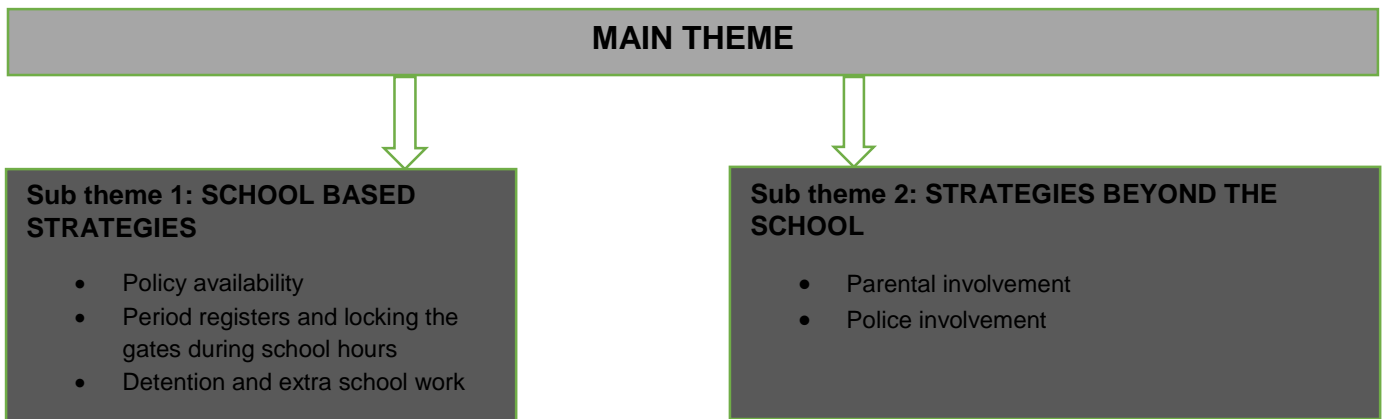 MAIN THEME
Sub theme 1: SCHOOL BASED
STRATEGIES
• Policy availability
• Period registers and locking the
gates during school hours
• Detention and extra school work
Sub theme 2: STRATEGIES BEYOND THE
SCHOOL
• Parental involvement
• Police involvement